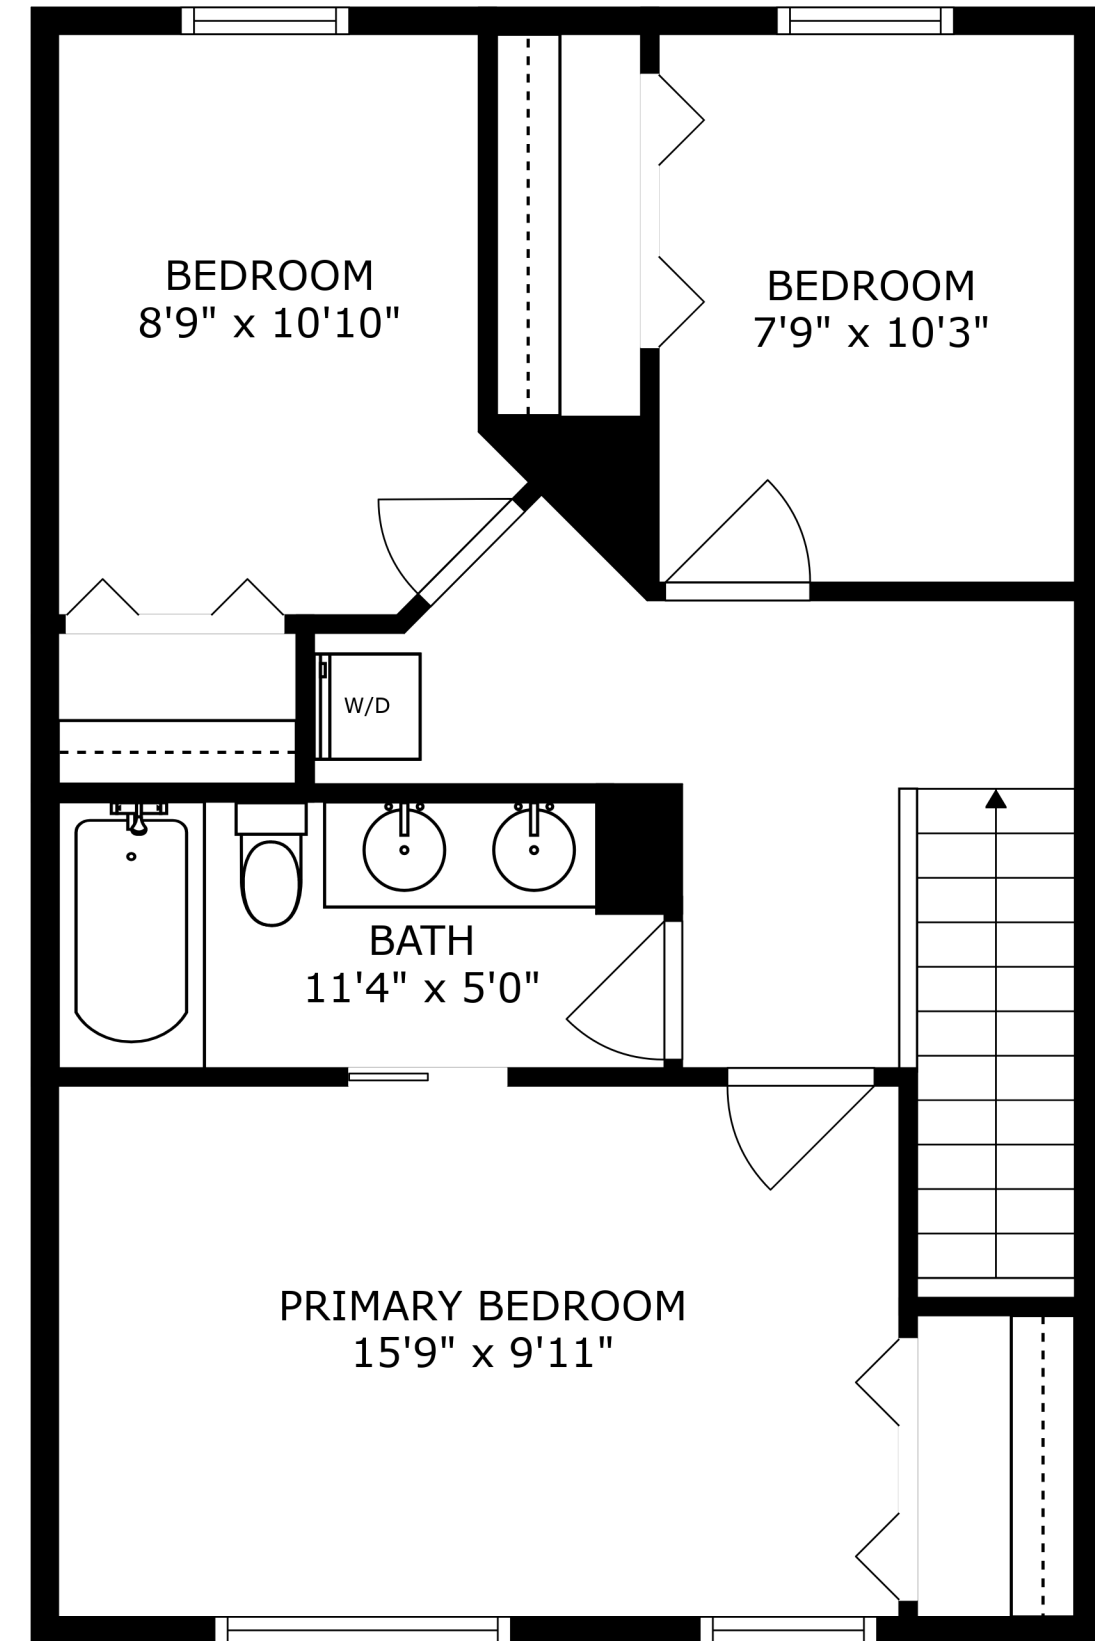 BEDROOM
8'9" x 10'10"
BEDROOM
7'9" x 10'3"
W/D
BATH
11'4" x 5'0"
PRIMARY BEDROOM
15'9" x 9'11"